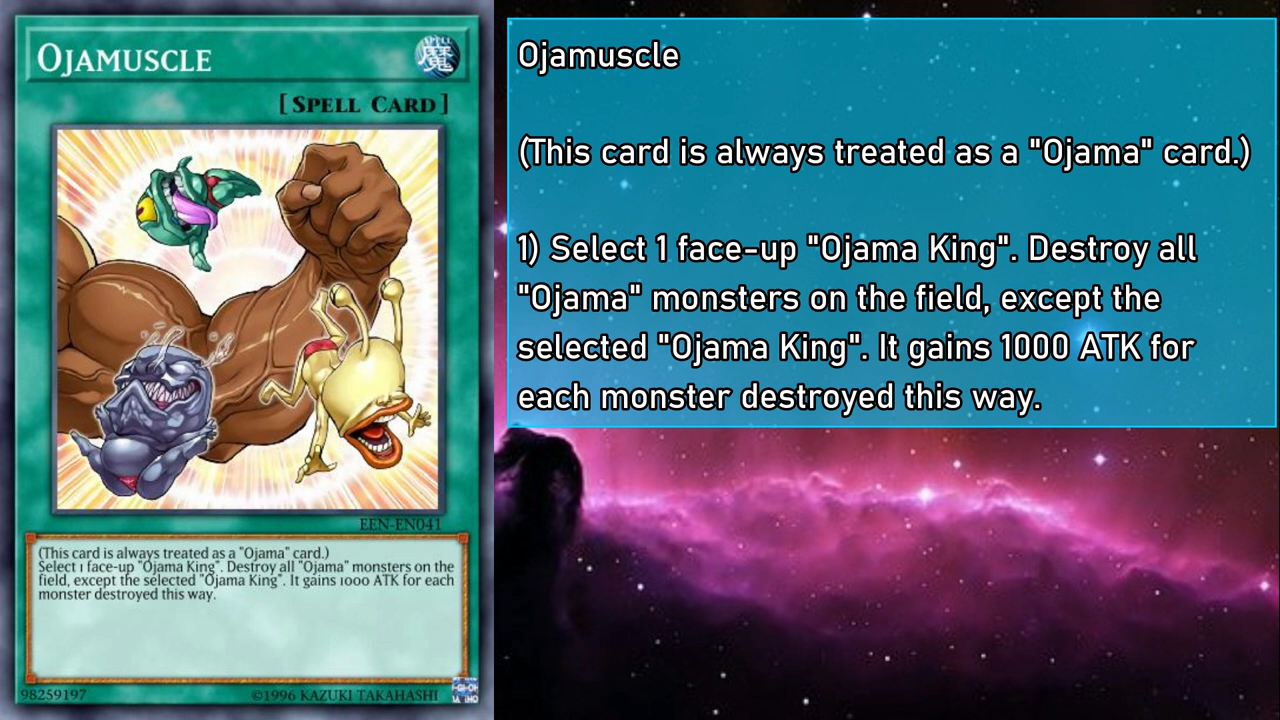 Ojamuscle
[Spell Card]
EEN-EN041
(This card is always treated as a "Ojama" card.)
Select 1 face-up "Ojama King". Destroy all "Ojama" monsters on the
field, except the selected "Ojama King". It gains 1000 ATK for each
monster destroyed this way.
98259197
©1996 KAZUKI TAKAHASHI
Ojamuscle
(This card is always treated as a "Ojama" card.)
1) Select 1 face-up "Ojama King". Destroy all
"Ojama" monsters on the field, except the
selected "Ojama King". It gains 1000 ATK for
each monster destroyed this way.